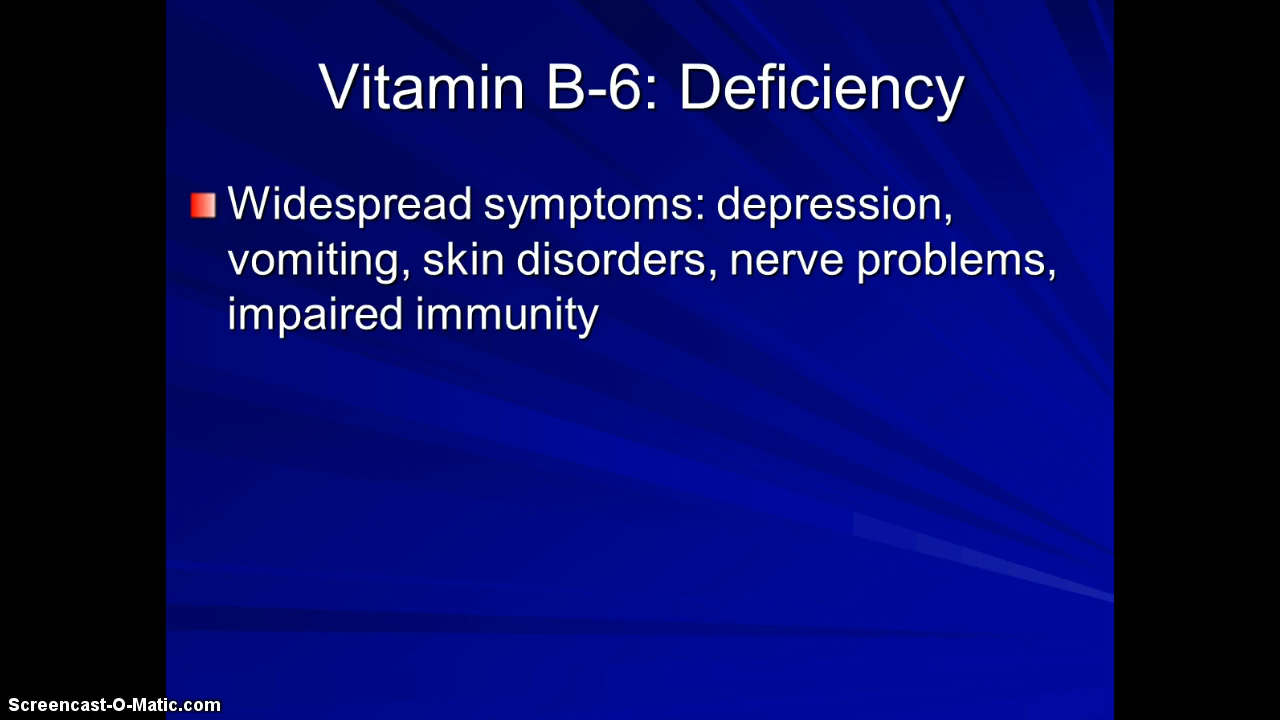 Vitamin B-6: Deficiency
Widespread symptoms: depression,
vomiting, skin disorders, nerve problems,
impaired immunity
Screencast-O-Matic.com